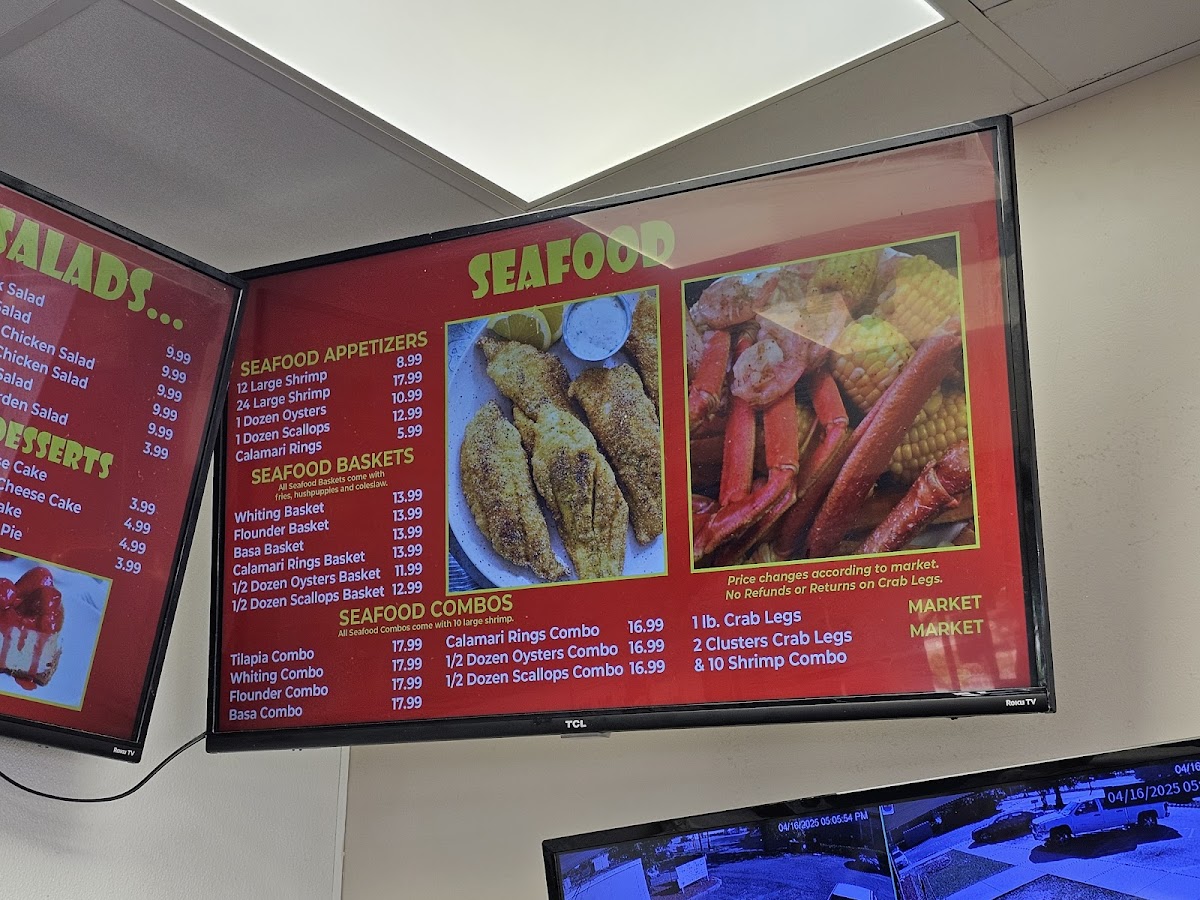 SALADS...
Salad 9.99
Salad 9.99
Chicken Salad 9.99
Chicken Salad 9.99
Salad 9.99
Salad 3.99
DESSERTS
Cake 3.99
Cheese Cake 4.99
4.99
Pie 3.99
Roku TV
SEAFOOD
SEAFOOD APPETIZERS
12 Large Shrimp 8.99
24 Large Shrimp 17.99
1 Dozen Oysters 10.99
1 Dozen Scallops 12.99
Calamari Rings 5.99
SEAFOOD BASKETS
All Seafood Baskets come with
fries, hushpuppies and coleslaw.
Whiting Basket 13.99
Flounder Basket 13.99
Basa Basket 13.99
Calamari Rings Basket 13.99
1/2 Dozen Oysters Basket 11.99
1/2 Dozen Scallops Basket 12.99
SEAFOOD COMBOS
All Seafood Combos come with 10 large shrimp.
Tilapia Combo 17.99
Whiting Combo 17.99
Flounder Combo 17.99
Basa Combo 17.99
Calamari Rings Combo 16.99
1/2 Dozen Oysters Combo 16.99
1/2 Dozen Scallops Combo 16.99
Price changes according to market.
No Refunds or Returns on Crab Legs.
1 lb. Crab Legs MARKET
2 Clusters Crab Legs MARKET
& 10 Shrimp Combo
TCL
Roku TV
04/16/2025 05:05:54 PM
04/16
04/16/2025 05